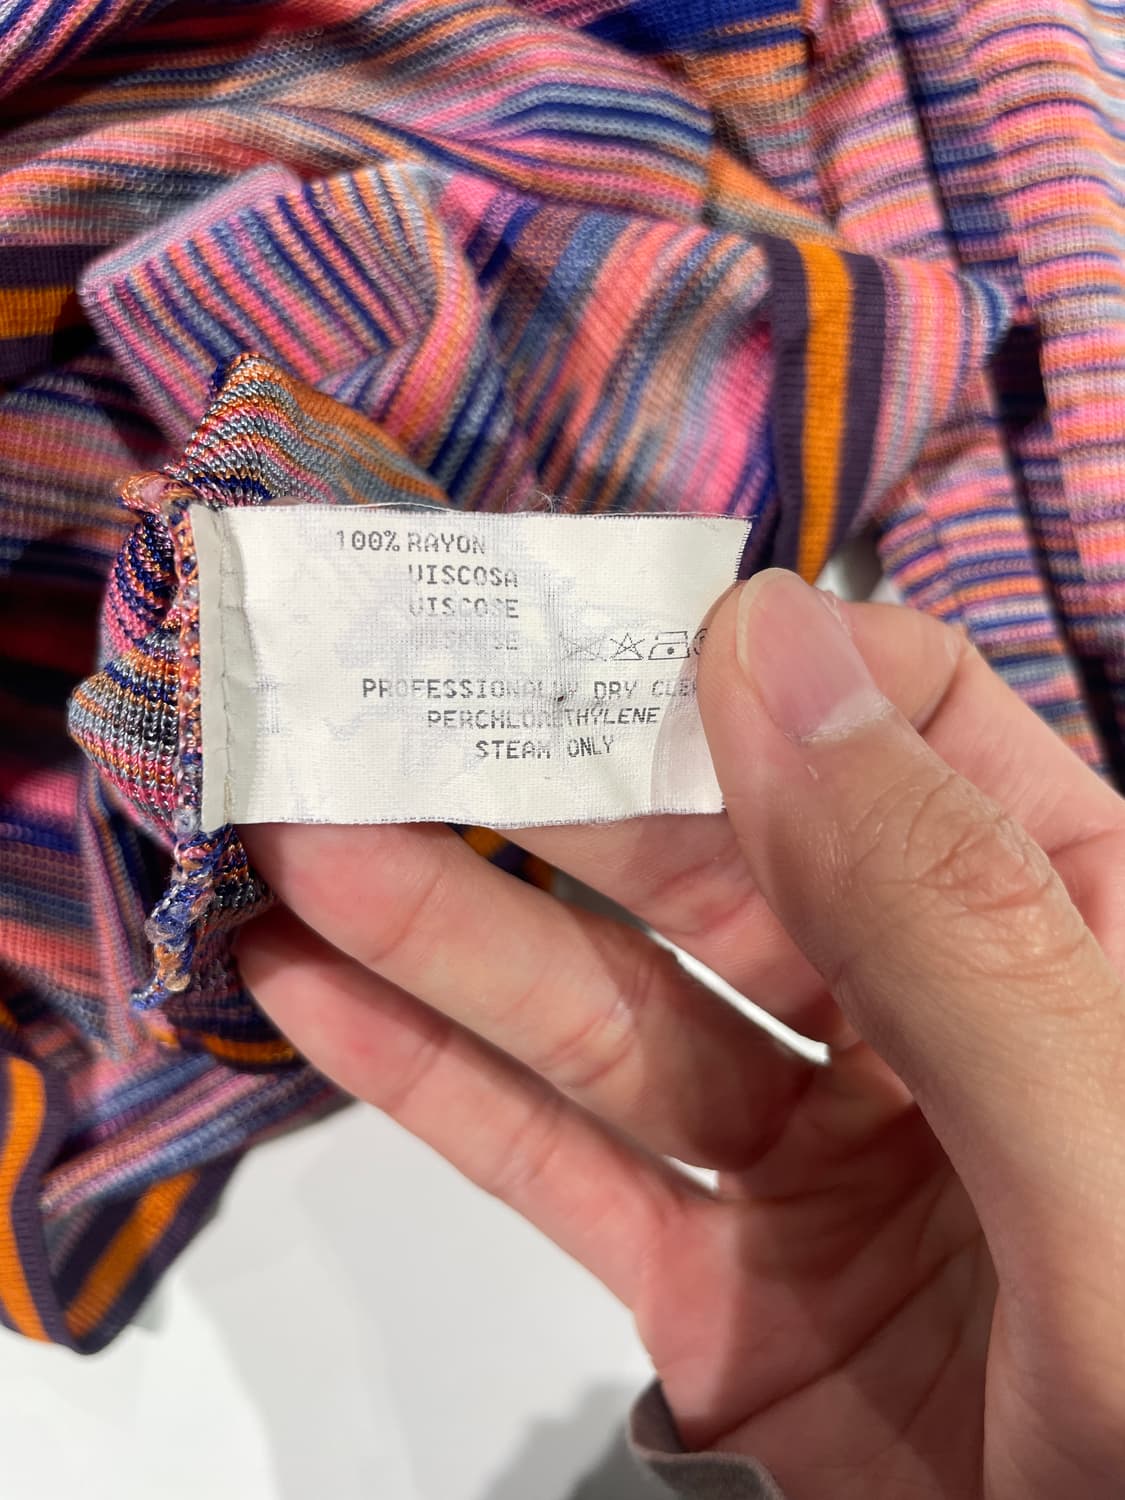 100% RAYON
VISCOSA
VISCOSE
PROFESSIONALLY DRY
PERCHLORETHYLENE
STEAM ONLY